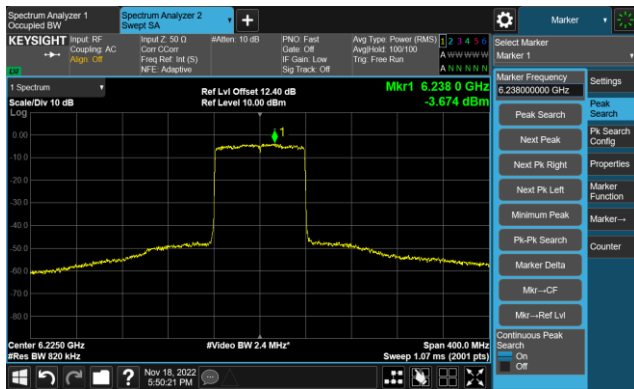 Spectrum Analyzer 1
Occupied BW
Spectrum Analyzer 2
Swept SA
Marker
KEYSIGHT
Input: RF
Coupling: AC
Align: Off
Input Z: 50 Ω
Corr CCorr
Freq Ref: Int (S)
NFE: Adaptive
#Atten: 10 dB
PNO: Fast
Gate: Off
IF Gain: Low
Sig Track: Off
Avg Type: Power (RMS)
Avg|Hold: 100/100
Trig: Free Run
1 2 3 4 5 6
A W W W W W
A N N N N N
Select Marker
Marker 1
1 Spectrum
Scale/Div 10 dB
Log
Ref Lvl Offset 12.40 dB
Ref Level 10.00 dBm
Mkr1 6.238 0 GHz
-3.674 dBm
1
0.00
-10.0
-20.0
-30.0
-40.0
-50.0
-60.0
-70.0
-80.0
Center 6.2250 GHz
#Res BW 820 kHz
#Video BW 2.4 MHz*
Span 400.0 MHz
Sweep 1.07 ms (2001 pts)
Marker Frequency
6.238000000 GHz
Peak Search
Next Peak
Next Pk Right
Next Pk Left
Minimum Peak
Pk-Pk Search
Marker Delta
Mkr→CF
Mkr→Ref Lvl
Continuous Peak
Search
On
Off
Settings
Peak
Search
Pk Search
Config
Properties
Marker
Function
Marker→
Counter
Nov 18, 2022
5:50:21 PM